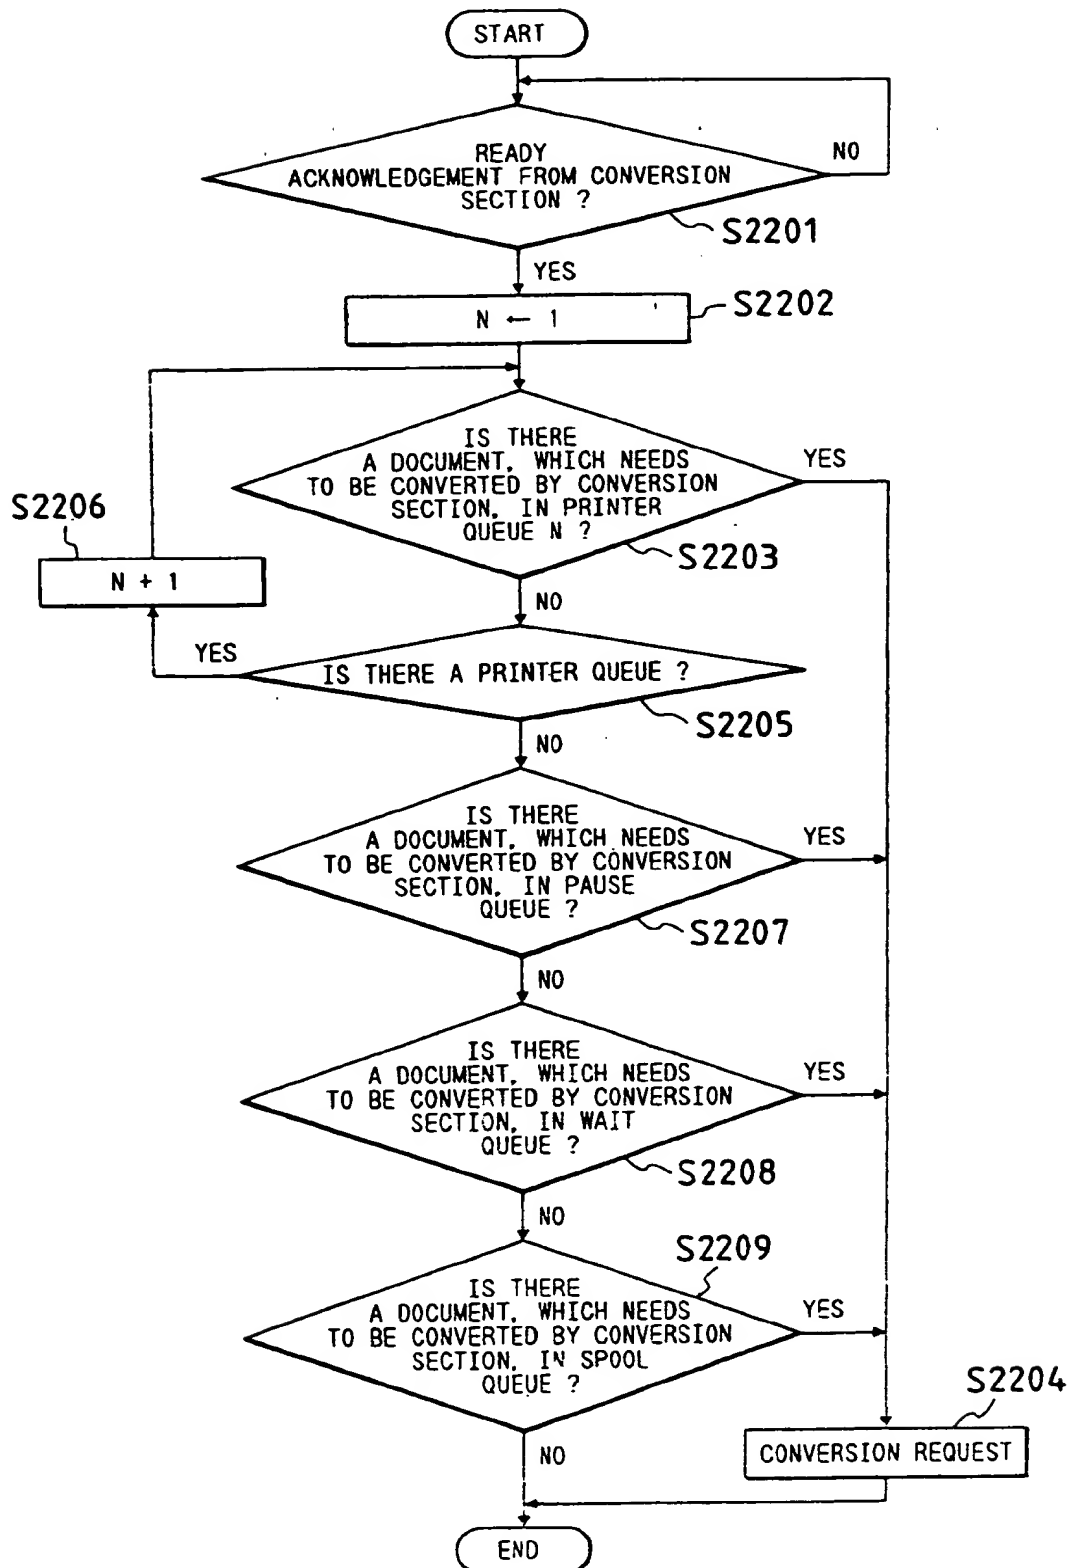 START
READY
ACKNOWLEDGEMENT FROM CONVERSION
SECTION ?
NO
S2201
YES
N ← 1
S2202
IS THERE
A DOCUMENT, WHICH NEEDS
TO BE CONVERTED BY CONVERSION
SECTION, IN PRINTER
QUEUE N ?
YES
S2203
S2206
N + 1
NO
YES
IS THERE A PRINTER QUEUE ?
S2205
NO
IS THERE
A DOCUMENT, WHICH NEEDS
TO BE CONVERTED BY CONVERSION
SECTION, IN PAUSE
QUEUE ?
YES
S2207
NO
IS THERE
A DOCUMENT, WHICH NEEDS
TO BE CONVERTED BY CONVERSION
SECTION, IN WAIT
QUEUE ?
YES
S2208
NO
S2209
IS THERE
A DOCUMENT, WHICH NEEDS
TO BE CONVERTED BY CONVERSION
SECTION, IN SPOOL
QUEUE ?
YES
S2204
CONVERSION REQUEST
NO
END